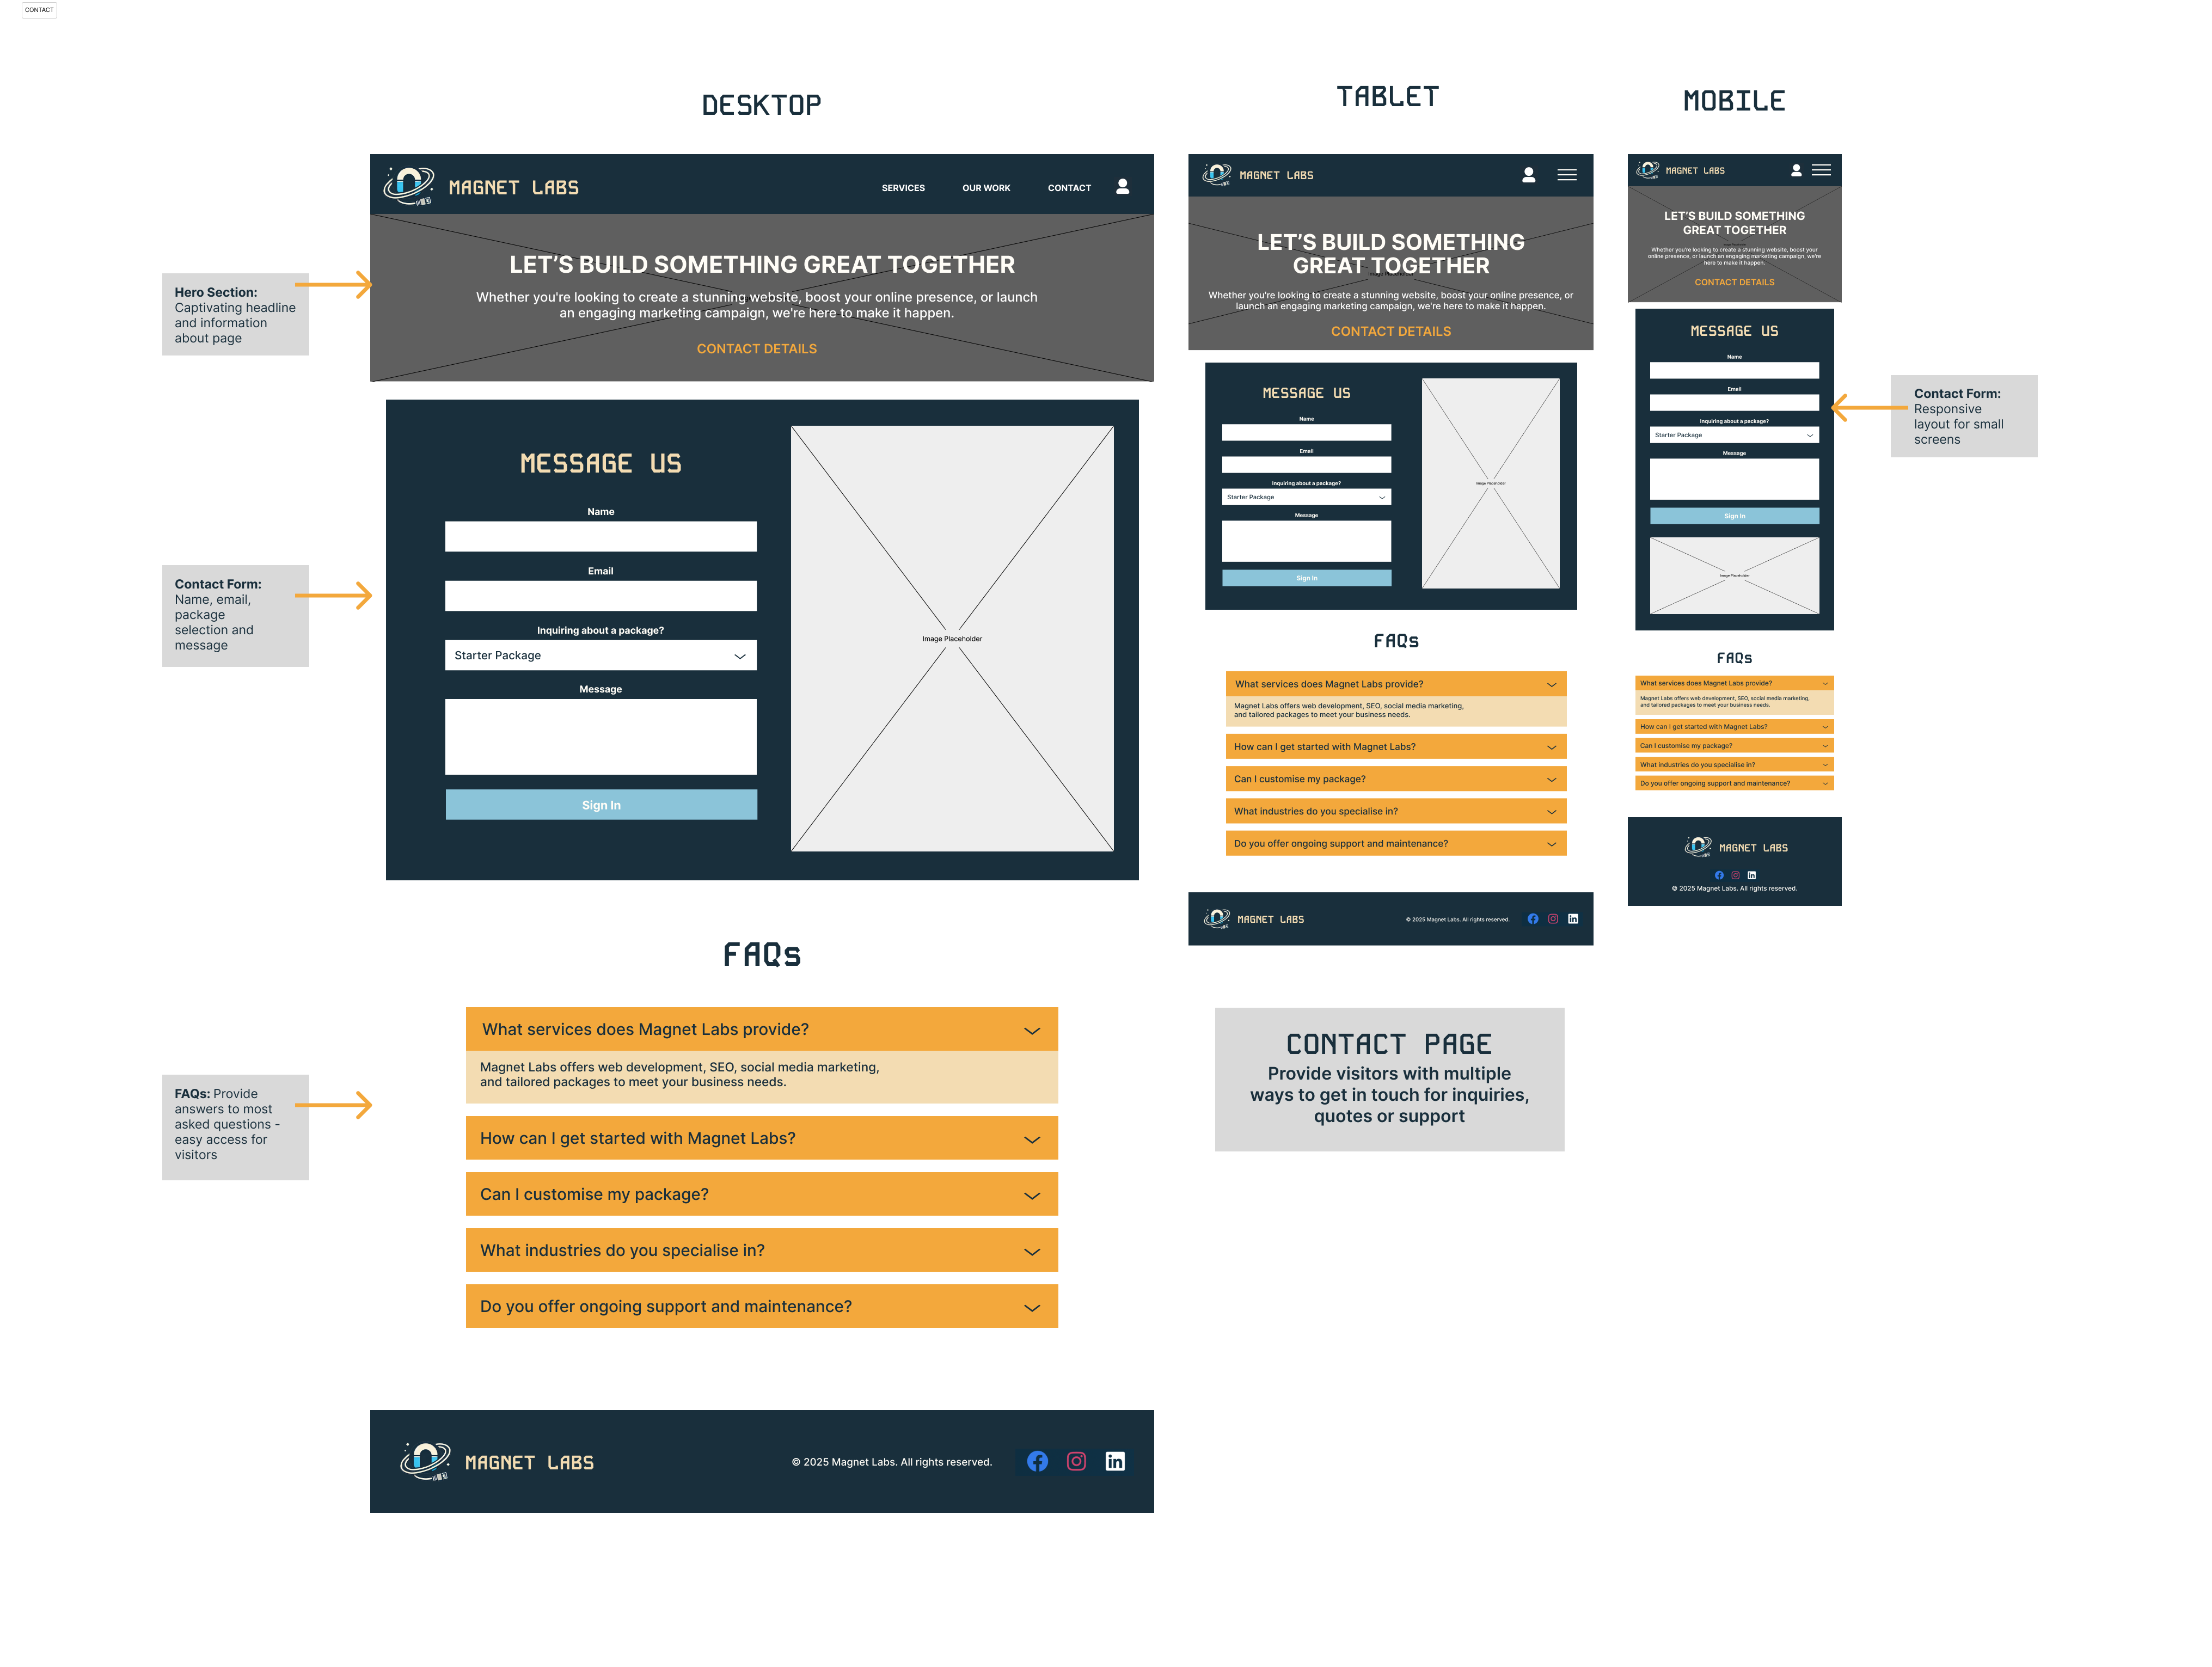 CONTACT
DESKTOP
MAGNET LABS
SERVICES
OUR WORK
CONTACT
LET'S BUILD SOMETHING GREAT TOGETHER
Whether you're looking to create a stunning website, boost your online presence, or launch
an engaging marketing campaign, we're here to make it happen.
CONTACT DETAILS
Hero Section:
Captivating headline
and information
about page
MESSAGE US
Name
Email
Inquiring about a package?
Starter Package
Message
Sign In
Image Placeholder
Contact Form:
Name, email,
package
selection and
message
FAQs
What services does Magnet Labs provide?
Magnet Labs offers web development, SEO, social media marketing,
and tailored packages to meet your business needs.
How can I get started with Magnet Labs?
Can I customise my package?
What industries do you specialise in?
Do you offer ongoing support and maintenance?
FAQs: Provide
answers to most
asked questions -
easy access for
visitors
MAGNET LABS
© 2025 Magnet Labs. All rights reserved.
TABLET
MAGNET LABS
LET'S BUILD SOMETHING
GREAT TOGETHER
Image Placeholder
Whether you're looking to create a stunning website, boost your online presence, or
launch an engaging marketing campaign, we're here to make it happen.
CONTACT DETAILS
MESSAGE US
Name
Email
Inquiring about a package?
Starter Package
Message
Sign In
Image Placeholder
FAQs
What services does Magnet Labs provide?
Magnet Labs offers web development, SEO, social media marketing,
and tailored packages to meet your business needs.
How can I get started with Magnet Labs?
Can I customise my package?
What industries do you specialise in?
Do you offer ongoing support and maintenance?
MAGNET LABS
© 2025 Magnet Labs. All rights reserved.
CONTACT PAGE
Provide visitors with multiple
ways to get in touch for inquiries,
quotes or support
MOBILE
MAGNET LABS
LET'S BUILD SOMETHING
GREAT TOGETHER
Whether you're looking to create a stunning website, boost your
online presence, or launch an engaging marketing campaign, we're
here to make it happen.
CONTACT DETAILS
MESSAGE US
Name
Email
Inquiring about a package?
Starter Package
Message
Sign In
Image Placeholder
Contact Form:
Responsive
layout for small
screens
FAQs
What services does Magnet Labs provide?
Magnet Labs offers web development, SEO, social media marketing,
and tailored packages to meet your business needs.
How can I get started with Magnet Labs?
Can I customise my package?
What industries do you specialise in?
Do you offer ongoing support and maintenance?
MAGNET LABS
© 2025 Magnet Labs. All rights reserved.